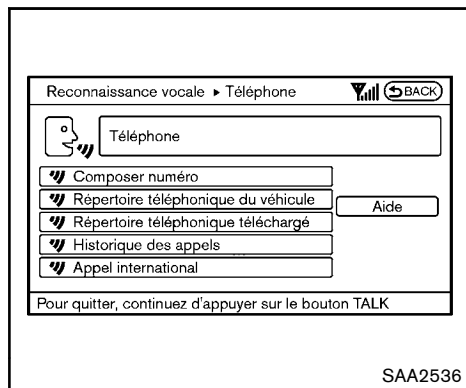 Reconnaissance vocale ▸ Téléphone BACK
Téléphone
Composer numéro
Répertoire téléphonique du véhicule
Aide
Répertoire téléphonique téléchargé
Historique des appels
Appel international
Pour quitter, continuez d'appuyer sur le bouton TALK
SAA2536